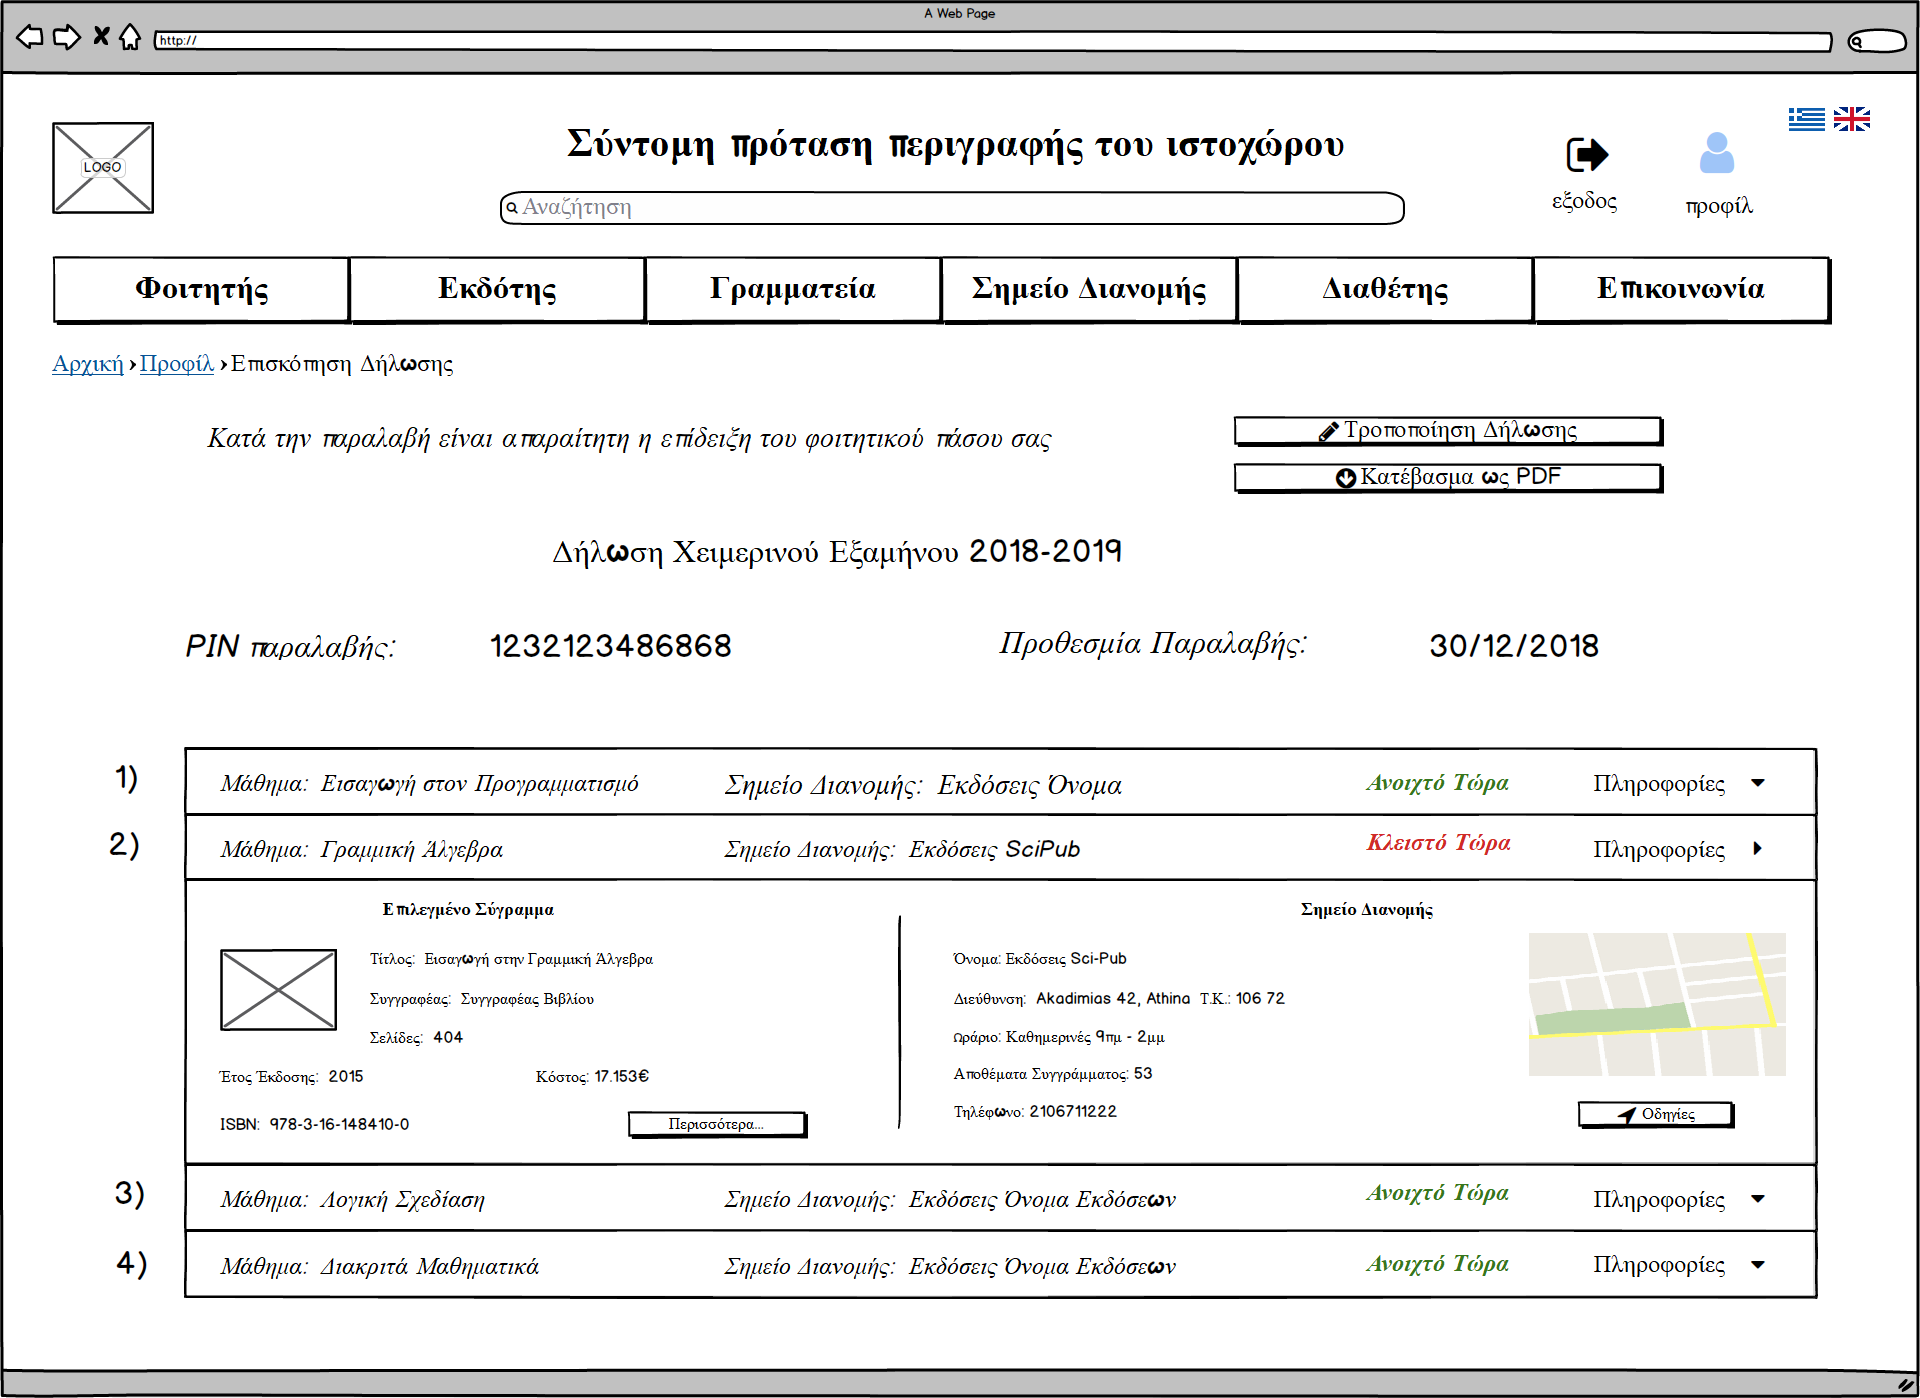 A Web Page
http://
LOGO
Σύντομη πρόταση περιγραφής του ιστοχώρου
Αναζήτηση
εξοδος
προφίλ
Φοιτητής Εκδότης Γραμματεία Σημείο Διανομής Διαθέτης Επικοινωνία
Αρχική › Προφίλ › Επισκόπηση Δήλωσης
Κατά την παραλαβή είναι απαραίτητη η επίδειξη του φοιτητικού πάσου σας
Τροποποίηση Δήλωσης
Κατέβασμα ως PDF
Δήλωση Χειμερινού Εξαμήνου 2018-2019
PIN παραλαβής: 1232123486868 Προθεσμία Παραλαβής: 30/12/2018
1) Μάθημα: Εισαγωγή στον Προγραμματισμό Σημείο Διανομής: Εκδόσεις Όνομα Ανοιχτό Τώρα Πληροφορίες
2) Μάθημα: Γραμμική Άλγεβρα Σημείο Διανομής: Εκδόσεις SciPub Κλειστό Τώρα Πληροφορίες
Επιλεγμένο Σύγραμμα
Τίτλος: Εισαγωγή στην Γραμμική Άλγεβρα
Συγγραφέας: Συγγραφέας Βιβλίου
Σελίδες: 404
Έτος Έκδοσης: 2015 Κόστος: 17.153€
ISBN: 978-3-16-148410-0
Περισσότερα...
Σημείο Διανομής
Όνομα: Εκδόσεις Sci-Pub
Διεύθυνση: Akadimias 42, Athina Τ.Κ.: 106 72
Ωράριο: Καθημερινές 9πμ - 2μμ
Αποθέματα Συγγράμματος: 53
Τηλέφωνο: 2106711222
Οδηγίες
3) Μάθημα: Λογική Σχεδίαση Σημείο Διανομής: Εκδόσεις Όνομα Εκδόσεων Ανοιχτό Τώρα Πληροφορίες
4) Μάθημα: Διακριτά Μαθηματικά Σημείο Διανομής: Εκδόσεις Όνομα Εκδόσεων Ανοιχτό Τώρα Πληροφορίες